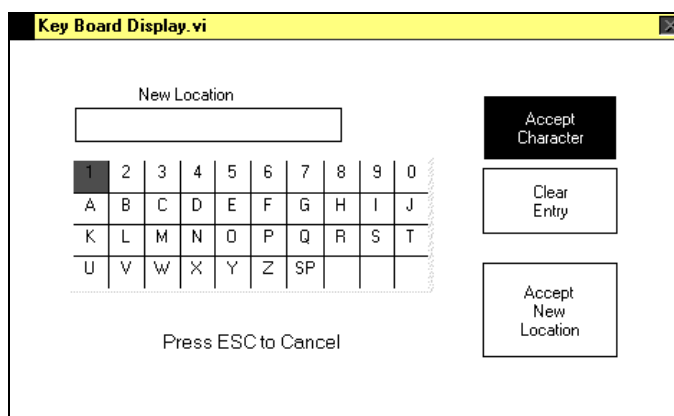 Key Board Display.vi
New Location
Accept
Character
1 2 3 4 5 6 7 8 9 0
Clear
Entry
A B C D E F G H I J
K L M N O P Q R S T
U V W X Y Z SP
Accept
New
Location
Press ESC to Cancel